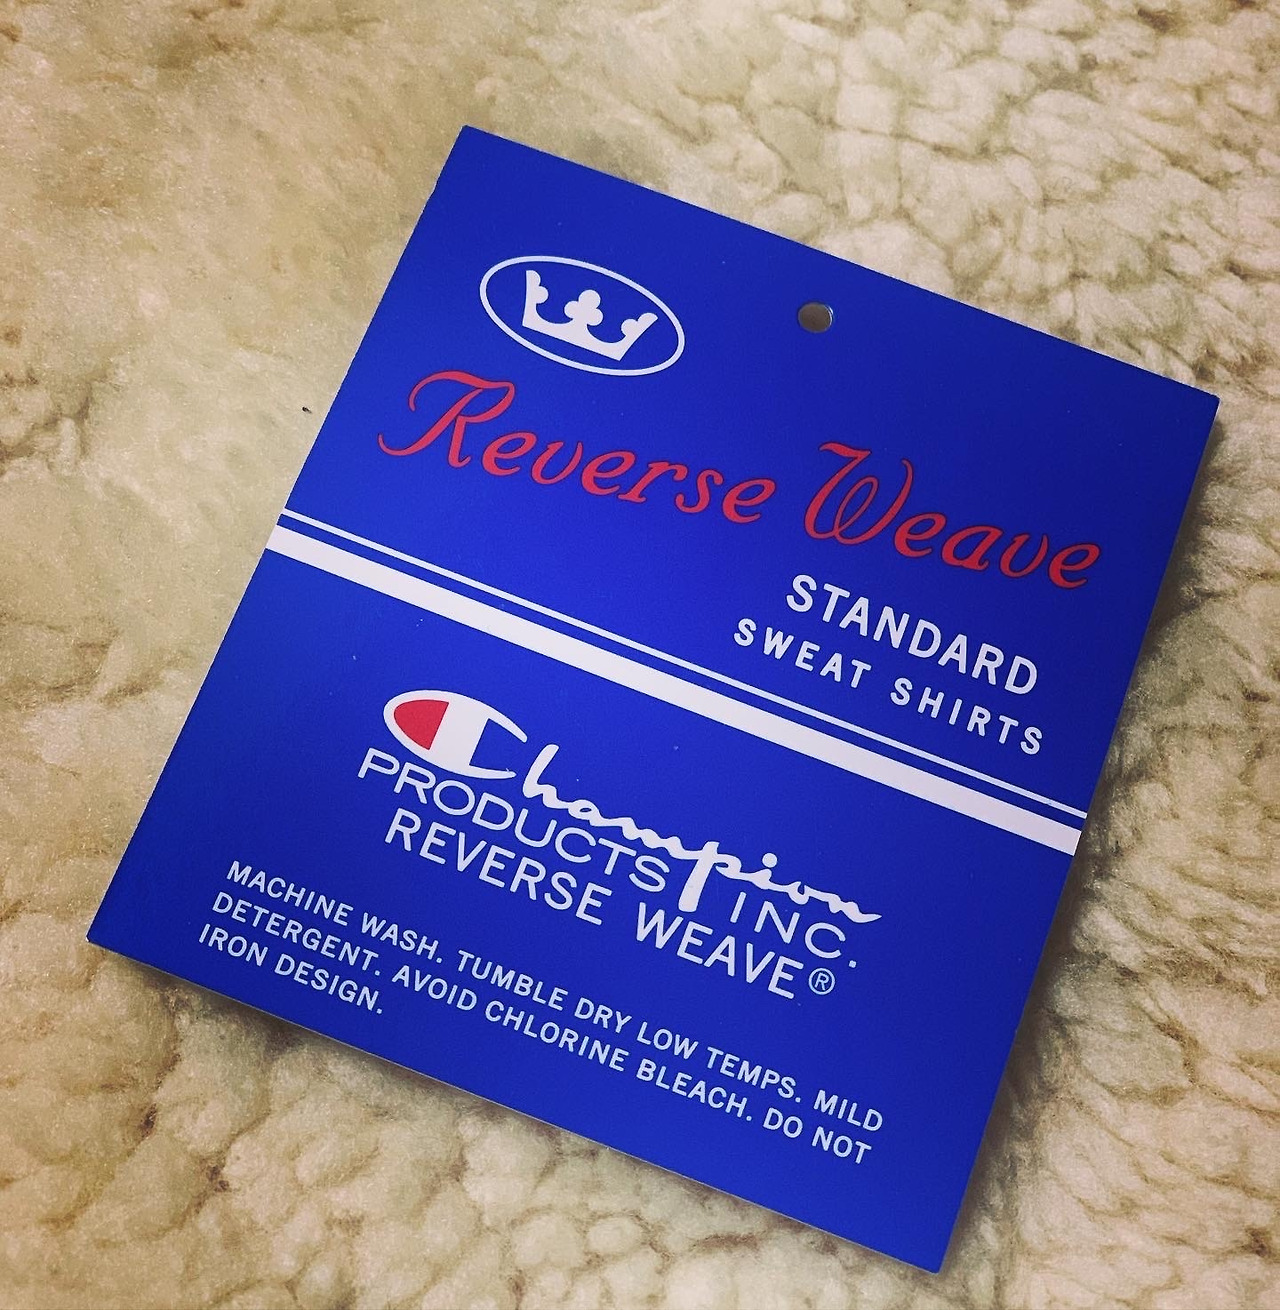 Reverse Weave
STANDARD
SWEAT SHIRTS
Champion
PRODUCTS INC.
REVERSE WEAVE®
MACHINE WASH. TUMBLE DRY LOW TEMPS. MILD
DETERGENT. AVOID CHLORINE BLEACH. DO NOT
IRON DESIGN.